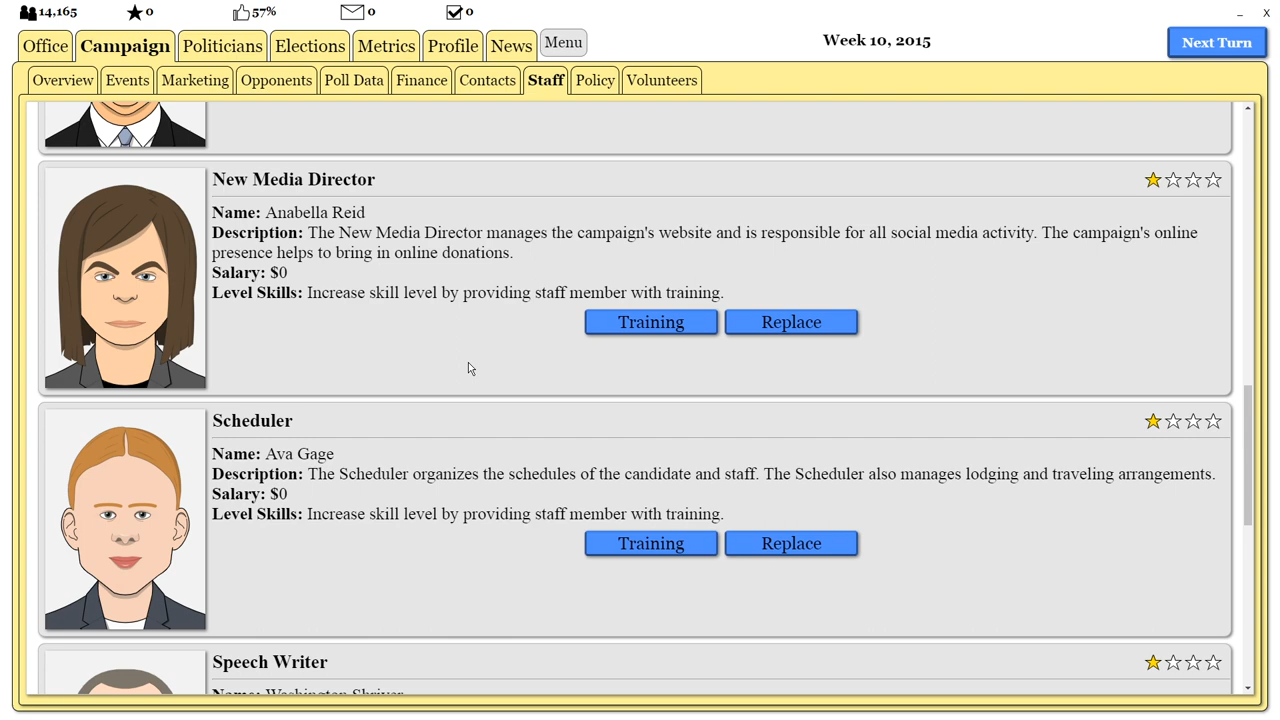 14,165 0 57% 0 0 _ X
Office Campaign Politicians Elections Metrics Profile News Menu Week 10, 2015 Next Turn
Overview Events Marketing Opponents Poll Data Finance Contacts Staff Policy Volunteers
New Media Director
Name: Anabella Reid
Description: The New Media Director manages the campaign's website and is responsible for all social media activity. The campaign's online
presence helps to bring in online donations.
Salary: $0
Level Skills: Increase skill level by providing staff member with training.
Training Replace
Scheduler
Name: Ava Gage
Description: The Scheduler organizes the schedules of the candidate and staff. The Scheduler also manages lodging and traveling arrangements.
Salary: $0
Level Skills: Increase skill level by providing staff member with training.
Training Replace
Speech Writer
Name: Washington Shriver